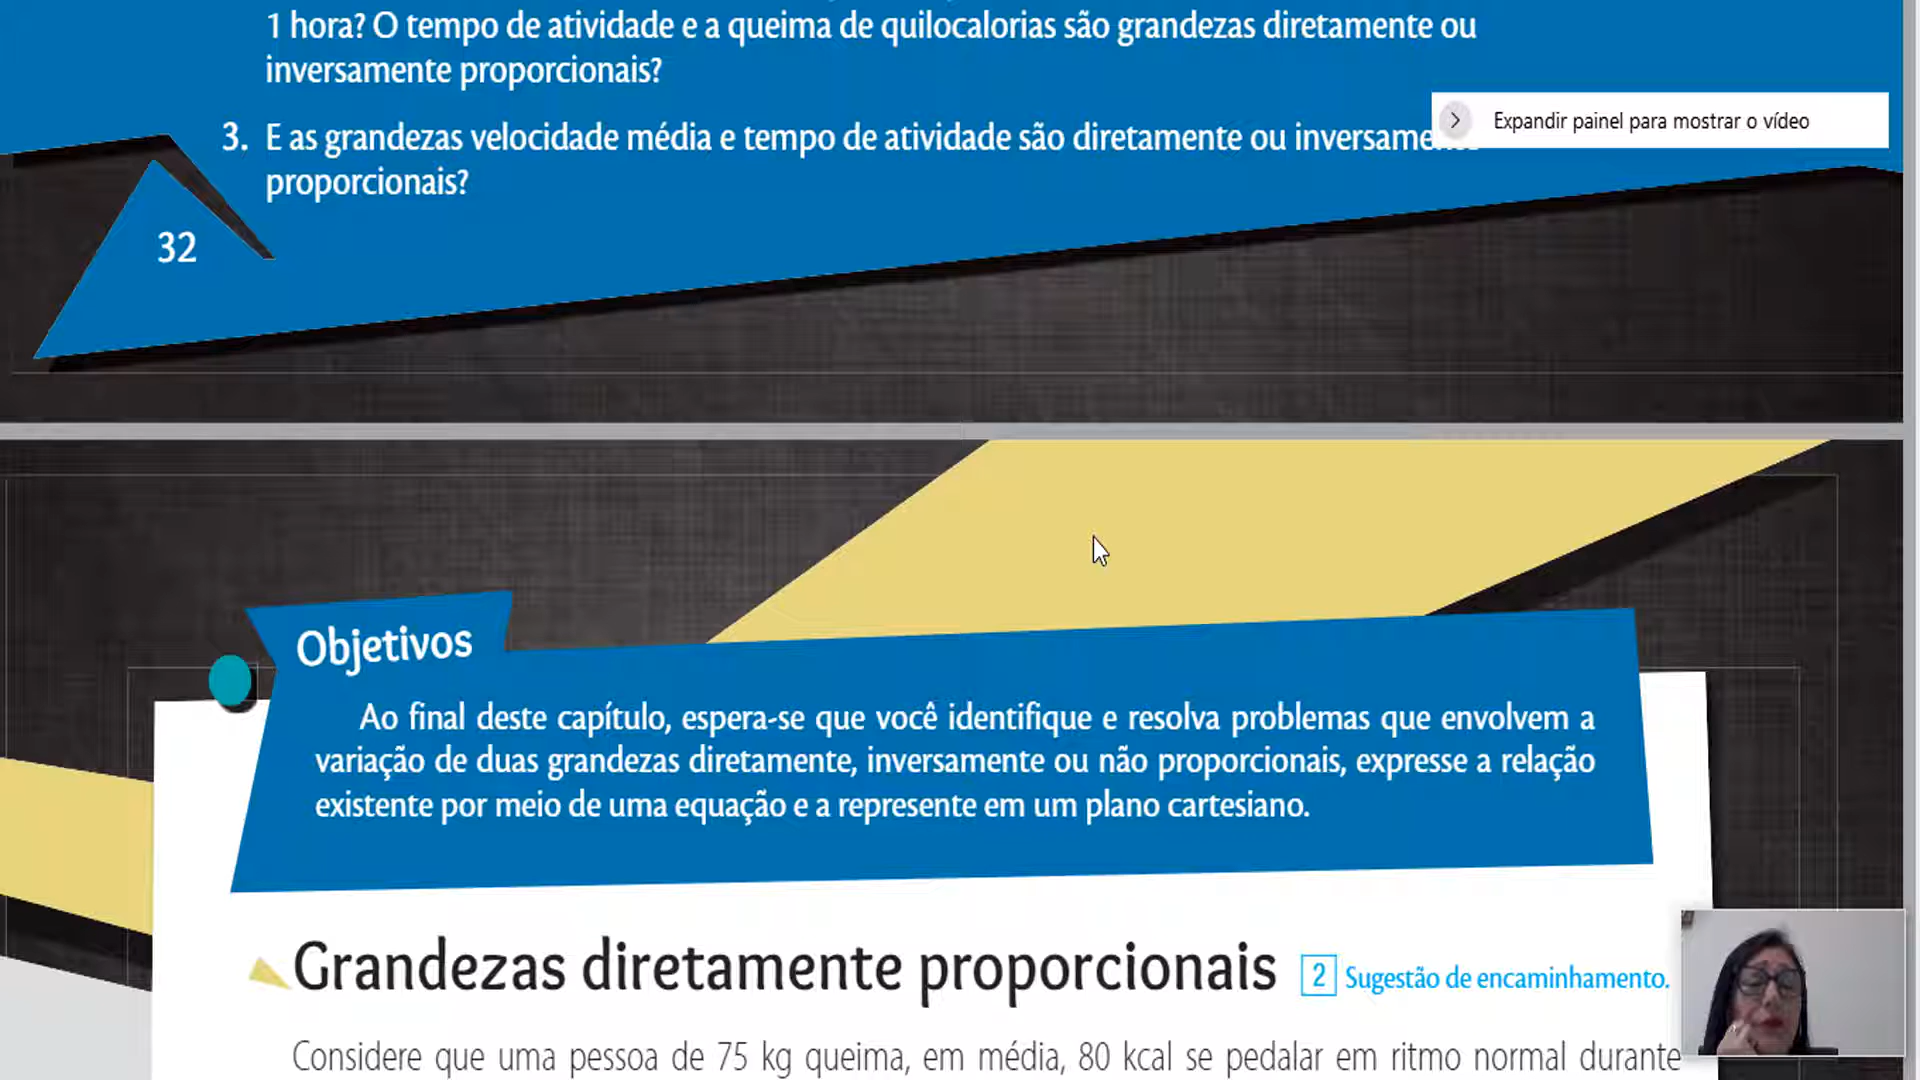 1 hora? O tempo de atividade e a queima de quilocalorias são grandezas diretamente ou
inversamente proporcionais?
Expandir painel para mostrar o vídeo
3. E as grandezas velocidade média e tempo de atividade são diretamente ou
proporcionais?
32
Objetivos
Ao final deste capítulo, espera-se que você identifique e resolva problemas que envolvem a
variação de duas grandezas diretamente, inversamente ou não proporcionais, expresse a relação
existente por meio de uma equação e a represente em um plano cartesiano.
Grandezas diretamente proporcionais 2 Sugestão de encaminhamento.
Considere que uma pessoa de 75 kg queima, em média, 80 kcal se pedalar em ritmo normal durante